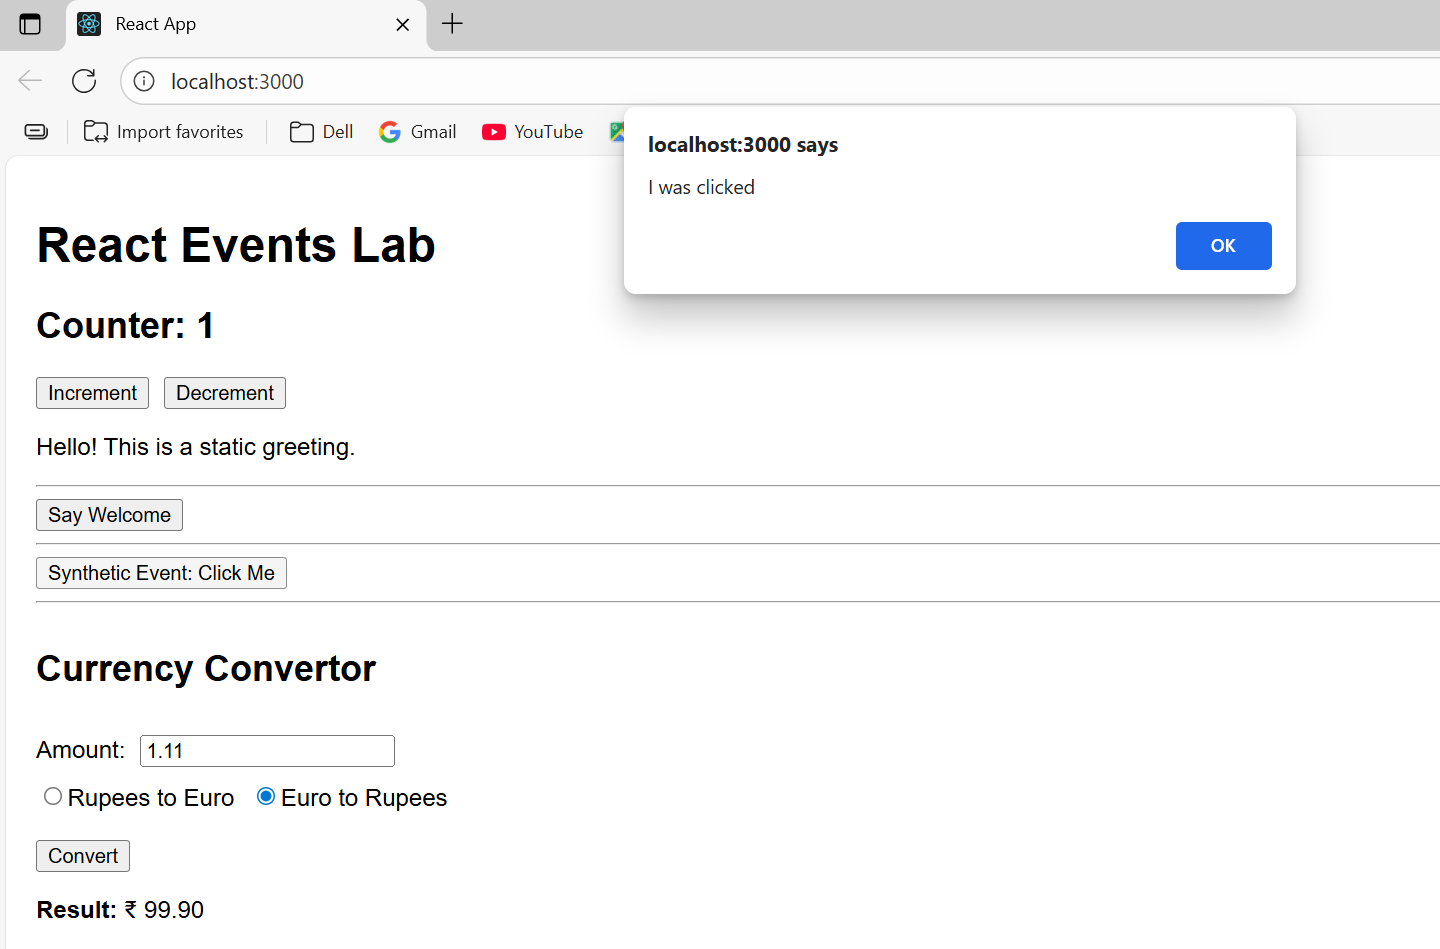 React App
localhost:3000
Import favorites Dell Gmail YouTube
localhost:3000 says
I was clicked
OK
React Events Lab
Counter: 1
Increment Decrement
Hello! This is a static greeting.
Say Welcome
Synthetic Event: Click Me
Currency Convertor
Amount: 1.11
Rupees to Euro Euro to Rupees
Convert
Result: ₹ 99.90